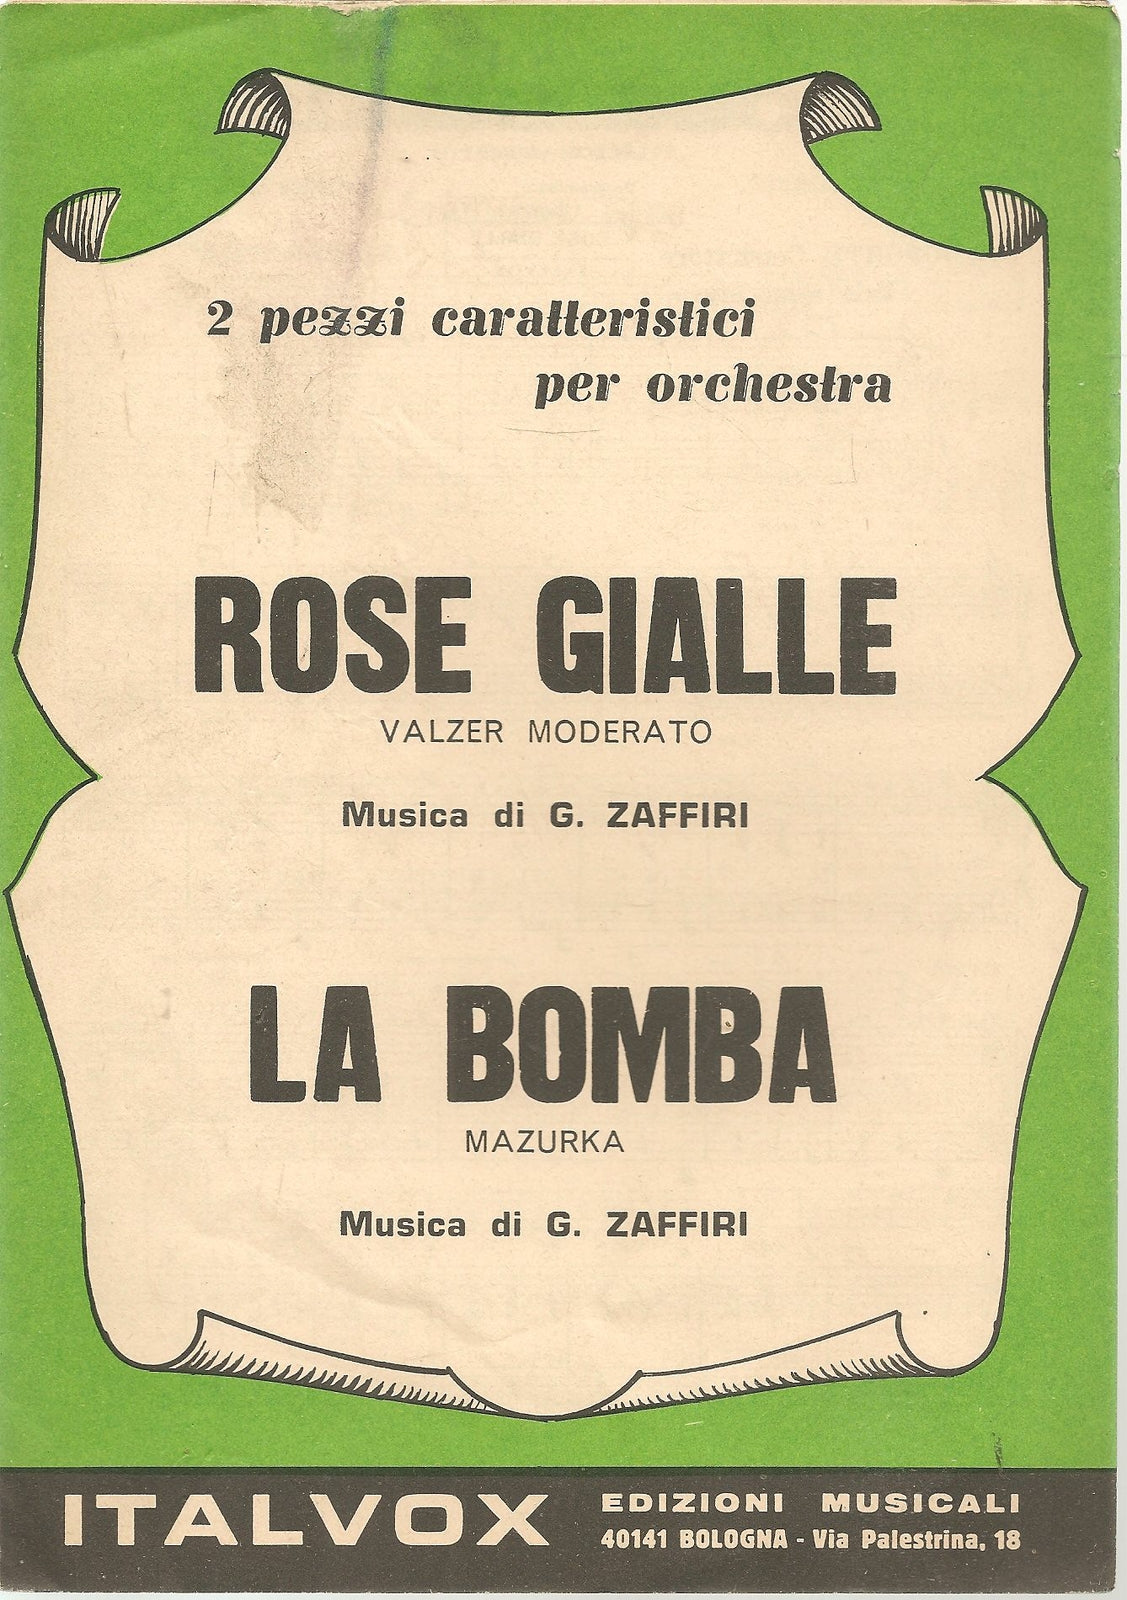 2 pezzi caratteristici
per orchestra
ROSE GIALLE
VALZER MODERATO
Musica di G. ZAFFIRI
LA BOMBA
MAZURKA
Musica di G. ZAFFIRI
ITALVOX
EDIZIONI MUSICALI
40141 BOLOGNA - Via Palestrina, 18